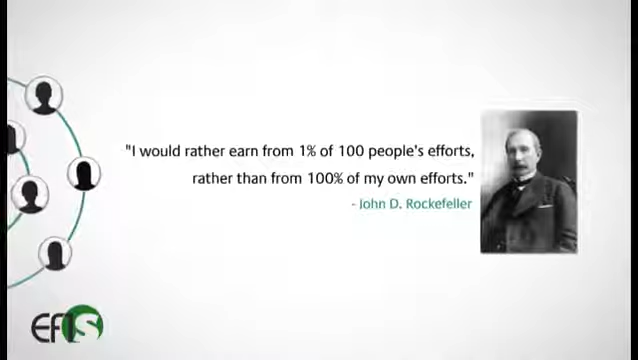 "I would rather earn from 1% of 100 people's efforts,
rather than from 100% of my own efforts."
- John D. Rockefeller
EFIS